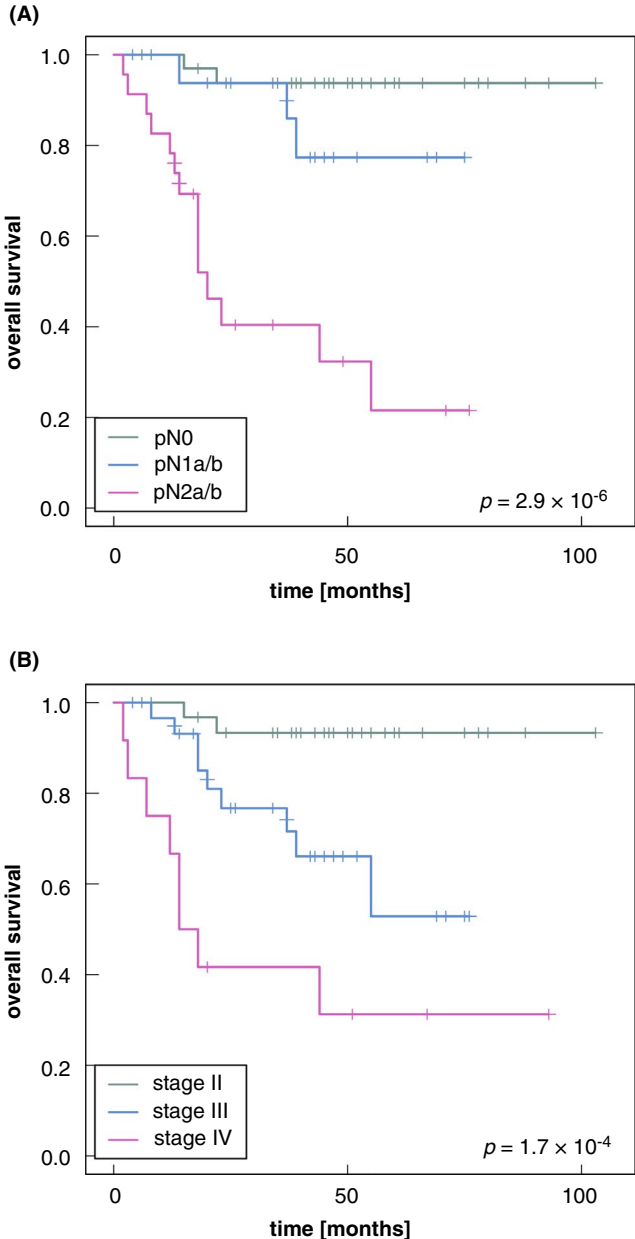 (A)
1.0
0.8
0.6
0.4
0.2
0.0
overall survival
pN0
pN1a/b
pN2a/b
p = 2.9 × 10⁻⁶
0 50 100
time [months]
(B)
1.0
0.8
0.6
0.4
0.2
0.0
overall survival
stage II
stage III
stage IV
p = 1.7 × 10⁻⁴
0 50 100
time [months]